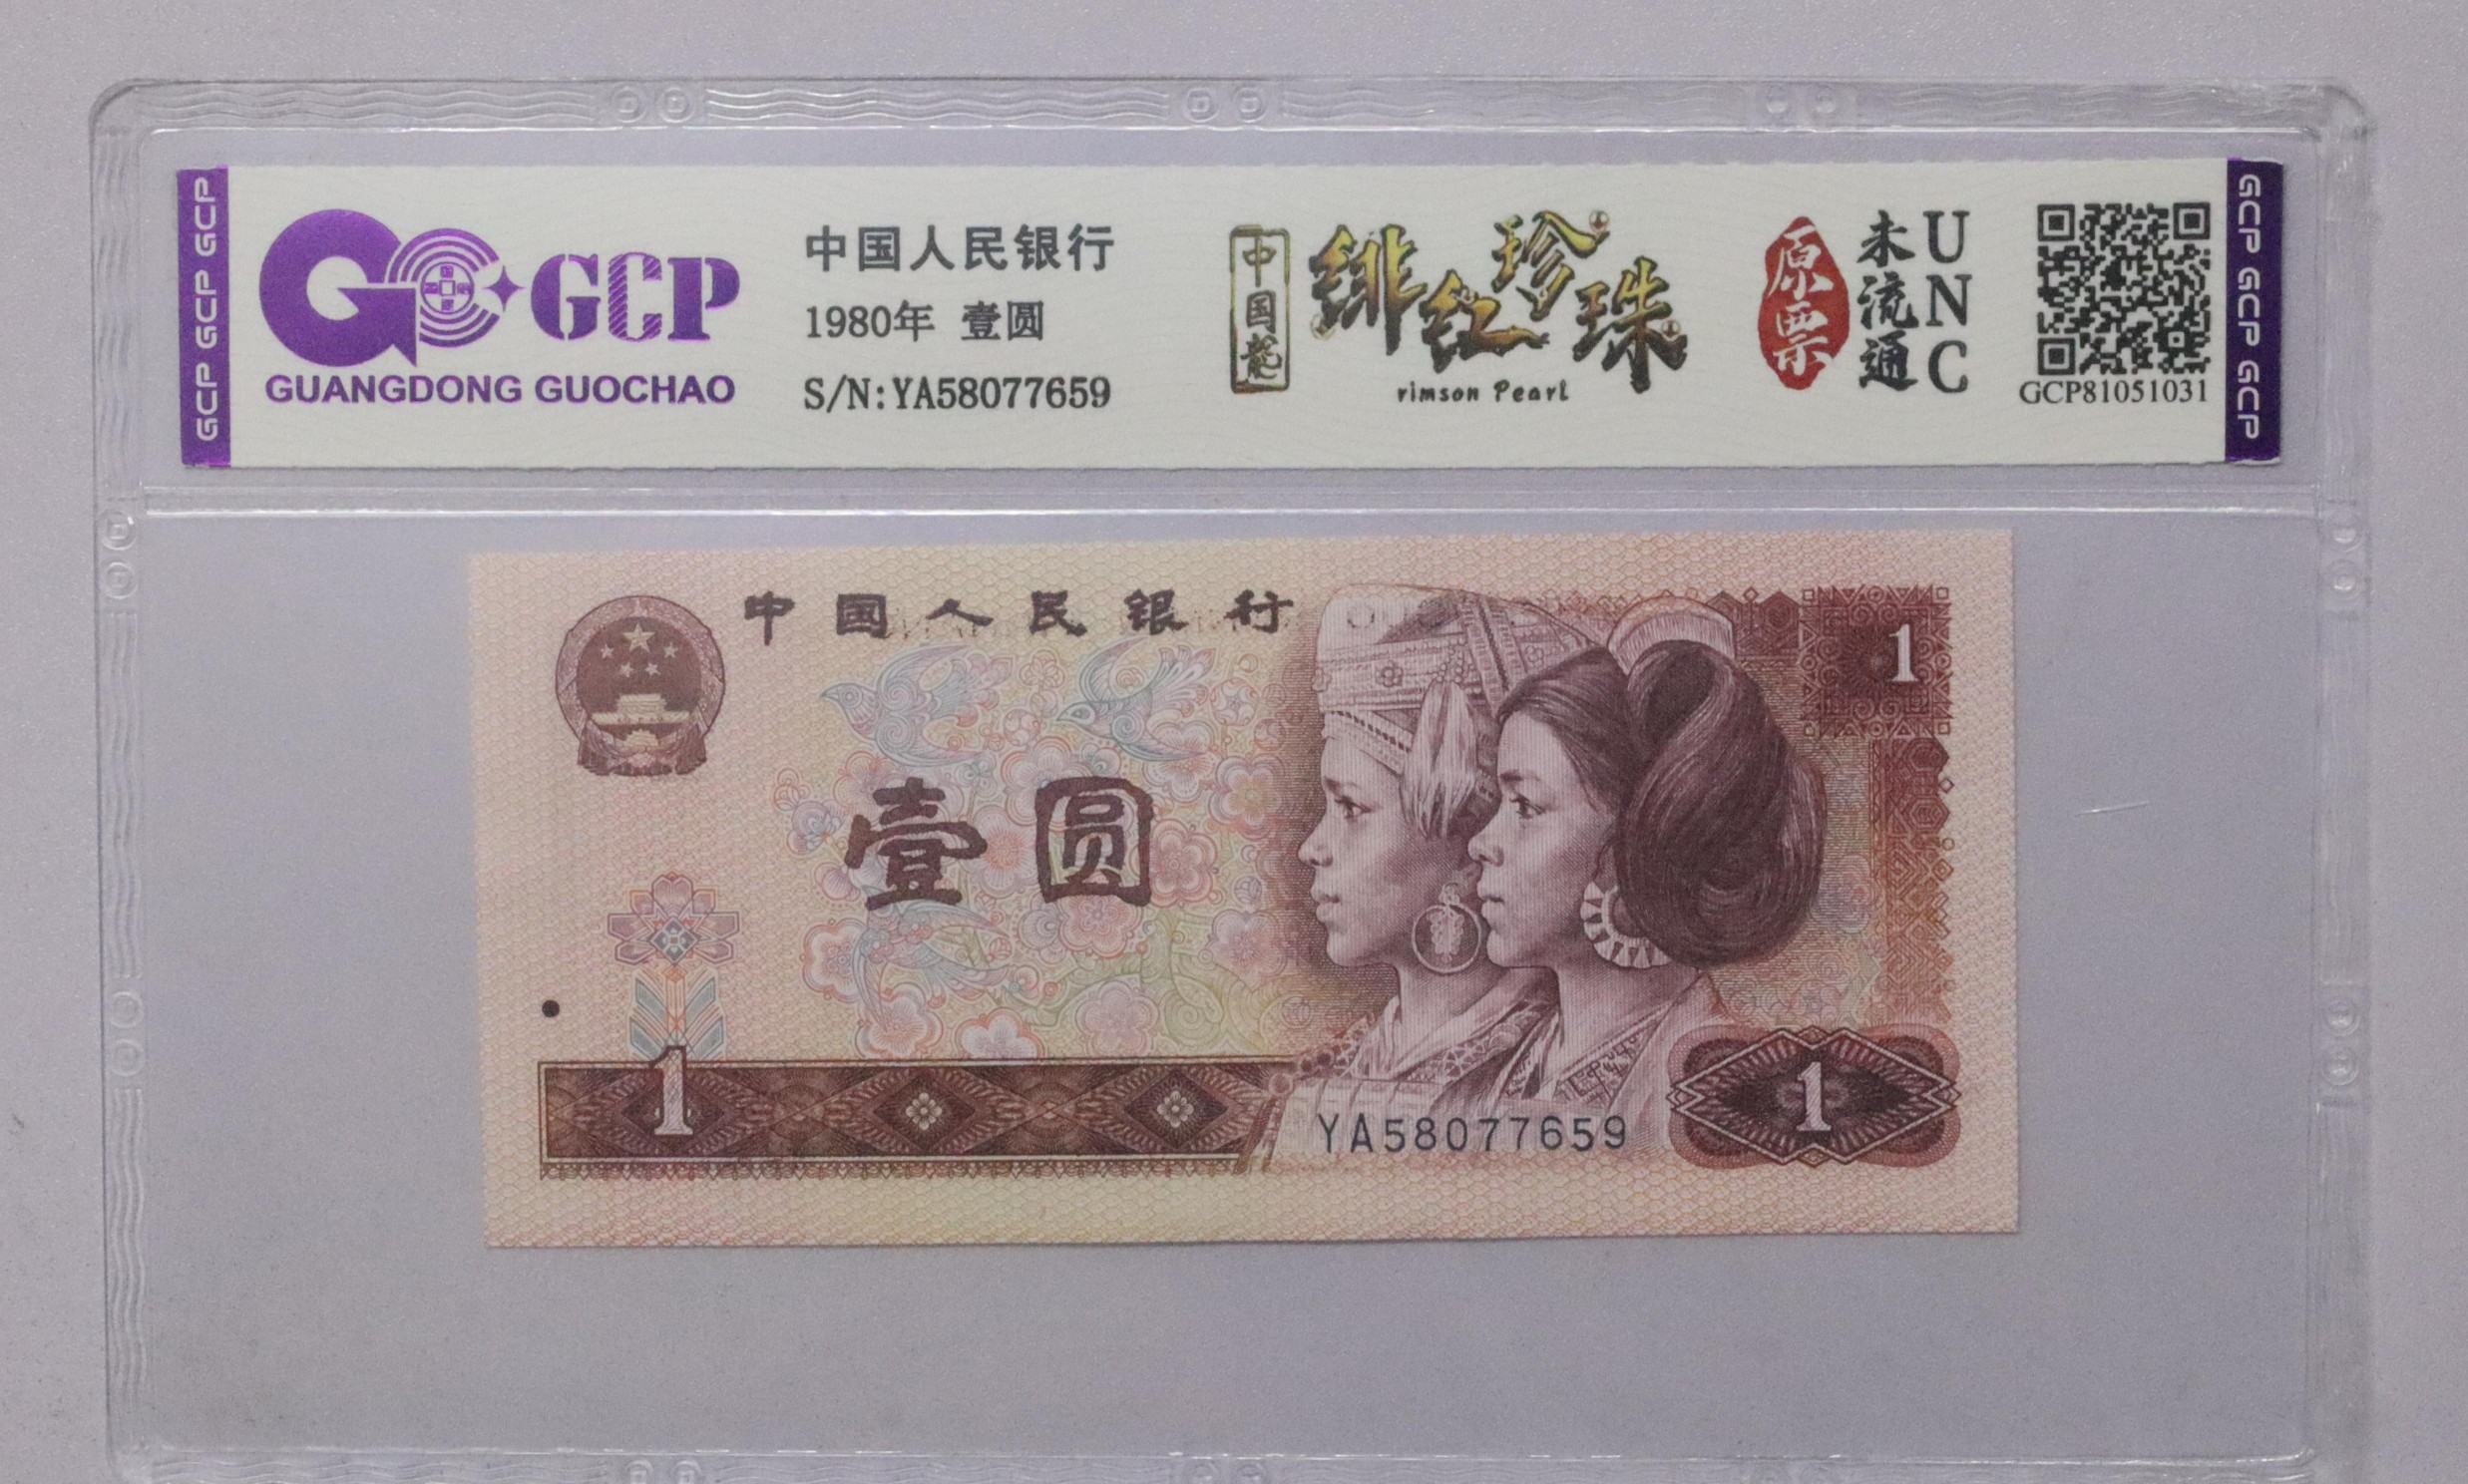 GCP GCP GCP
GCP
GUANGDONG GUOCHAO
中国人民银行
1980年 壹圆
S/N:YA58077659
中国龙
绯红珍珠
rimson Pearl
原票
未流通
UNC
GCP81051031
GCP GCP GCP
中国人民银行
1
壹圆
1
YA58077659
1